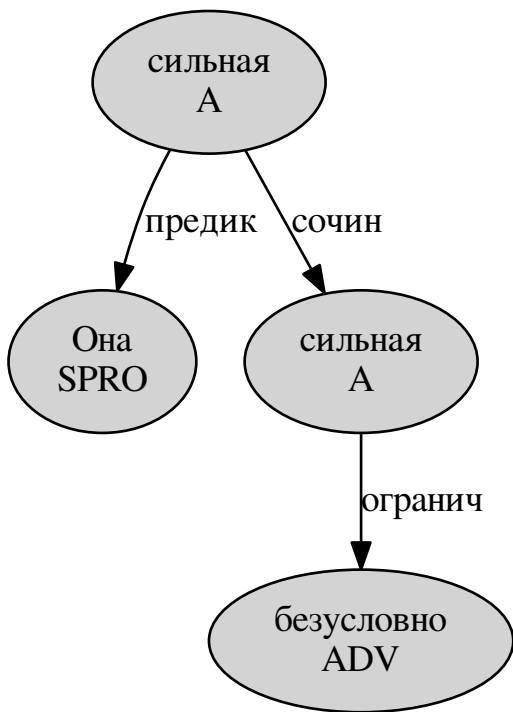 сильная
A
предик
сочин
Она
SPRO
сильная
A
огранич
безусловно
ADV